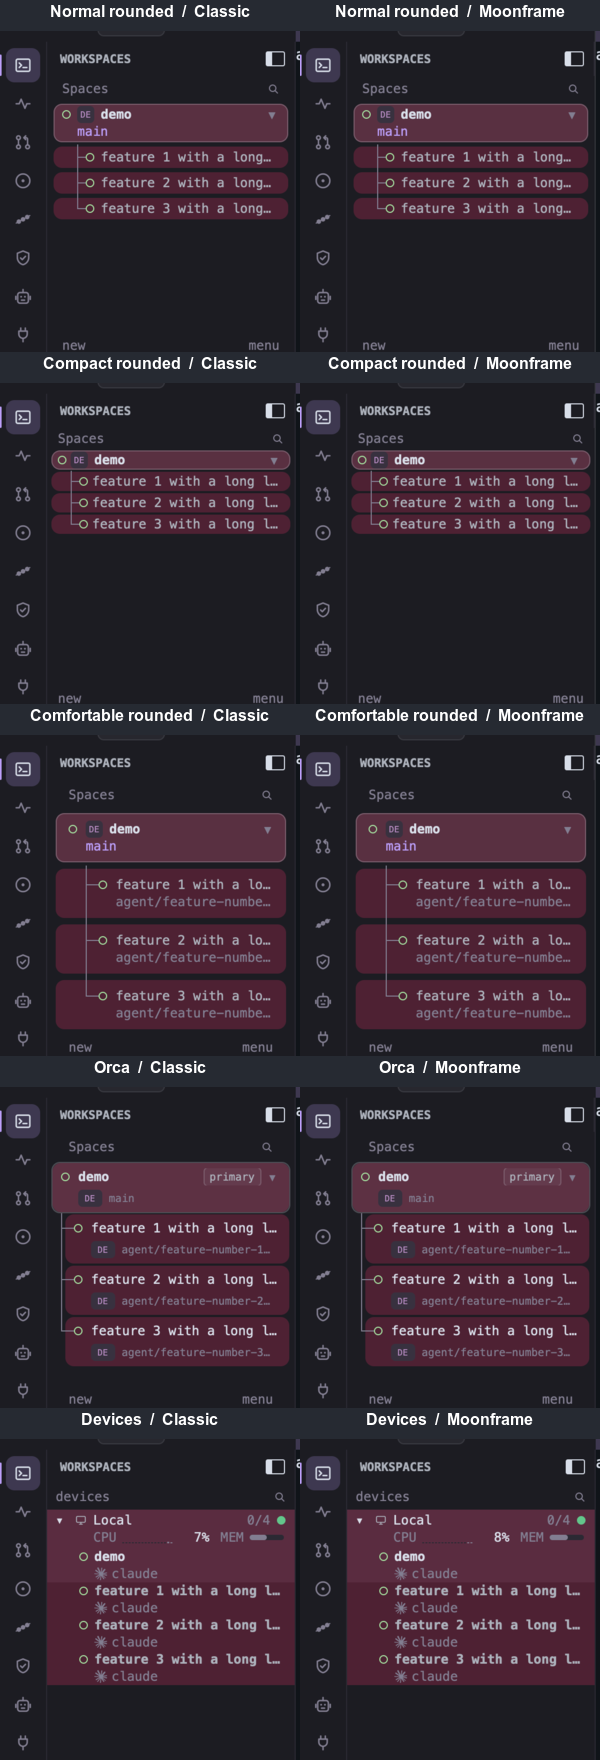 Normal rounded / Classic
Normal rounded / Moonframe
WORKSPACES
WORKSPACES
Spaces
Spaces
DE demo ▼
DE demo ▼
main
main
feature 1 with a long…
feature 1 with a long…
feature 2 with a long…
feature 2 with a long…
feature 3 with a long…
feature 3 with a long…
new menu
new menu
Compact rounded / Classic
Compact rounded / Moonframe
WORKSPACES
WORKSPACES
Spaces
Spaces
DE demo ▼
DE demo ▼
feature 1 with a long l…
feature 1 with a long l…
feature 2 with a long l…
feature 2 with a long l…
feature 3 with a long l…
feature 3 with a long l…
new menu
new menu
Comfortable rounded / Classic
Comfortable rounded / Moonframe
WORKSPACES
WORKSPACES
Spaces
Spaces
DE demo ▼
DE demo ▼
main
main
feature 1 with a lo…
feature 1 with a lo…
agent/feature-numbe…
agent/feature-numbe…
feature 2 with a lo…
feature 2 with a lo…
agent/feature-numbe…
agent/feature-numbe…
feature 3 with a lo…
feature 3 with a lo…
agent/feature-numbe…
agent/feature-numbe…
new menu
new menu
Orca / Classic
Orca / Moonframe
WORKSPACES
WORKSPACES
Spaces
Spaces
demo primary ▼
demo primary ▼
DE main
DE main
feature 1 with a long l…
feature 1 with a long l…
DE agent/feature-number-1…
DE agent/feature-number-1…
feature 2 with a long l…
feature 2 with a long l…
DE agent/feature-number-2…
DE agent/feature-number-2…
feature 3 with a long l…
feature 3 with a long l…
DE agent/feature-number-3…
DE agent/feature-number-3…
new menu
new menu
Devices / Classic
Devices / Moonframe
WORKSPACES
WORKSPACES
devices
devices
▼ Local 0/4
▼ Local 0/4
CPU 7% MEM
CPU 8% MEM
demo
demo
claude
claude
feature 1 with a long l…
feature 1 with a long l…
claude
claude
feature 2 with a long l…
feature 2 with a long l…
claude
claude
feature 3 with a long l…
feature 3 with a long l…
claude
claude